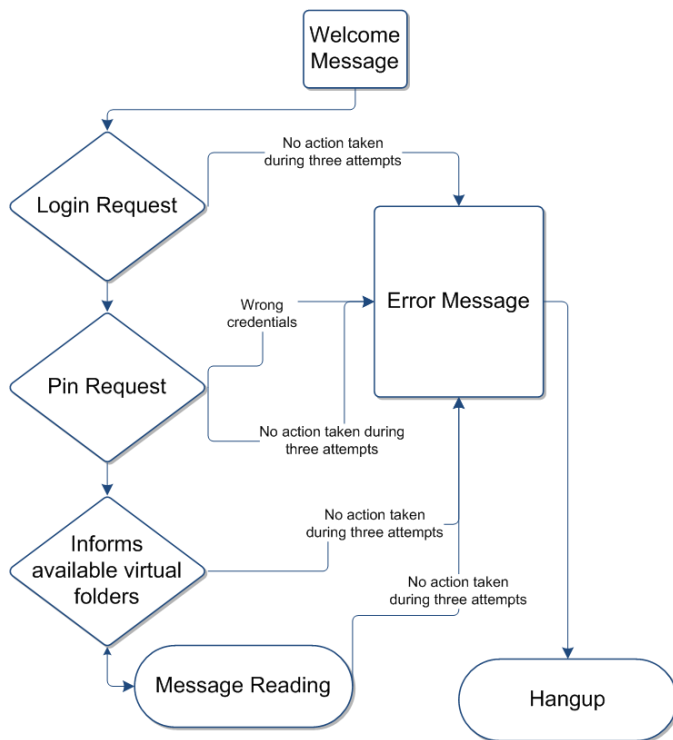 Welcome
Message
No action taken
during three attempts
Login Request
Error Message
Wrong
credentials
Pin Request
No action taken during
three attempts
No action taken
during three attempts
Informs
available virtual
folders
No action taken
during three attempts
Message Reading
Hangup